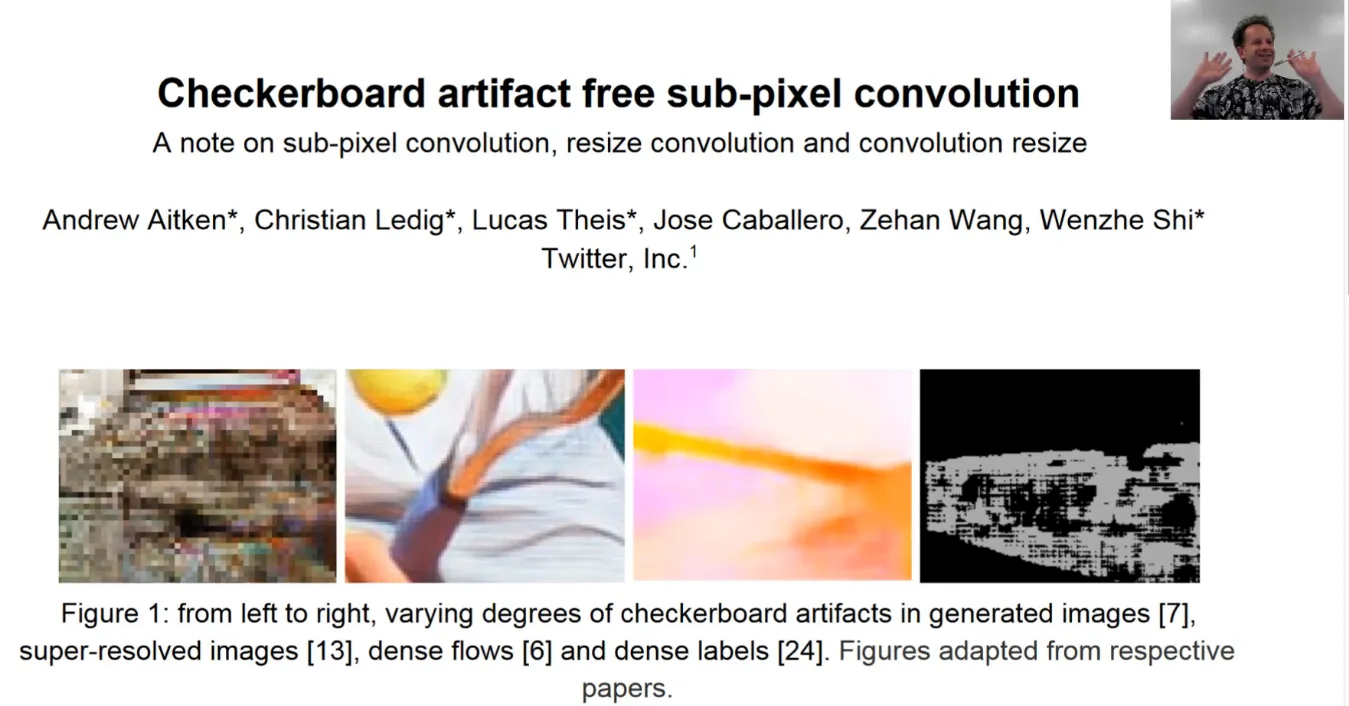 Checkerboard artifact free sub-pixel convolution
A note on sub-pixel convolution, resize convolution and convolution resize
Andrew Aitken*, Christian Ledig*, Lucas Theis*, Jose Caballero, Zehan Wang, Wenzhe Shi*
Twitter, Inc.¹
Figure 1: from left to right, varying degrees of checkerboard artifacts in generated images [7],
super-resolved images [13], dense flows [6] and dense labels [24]. Figures adapted from respective
papers.